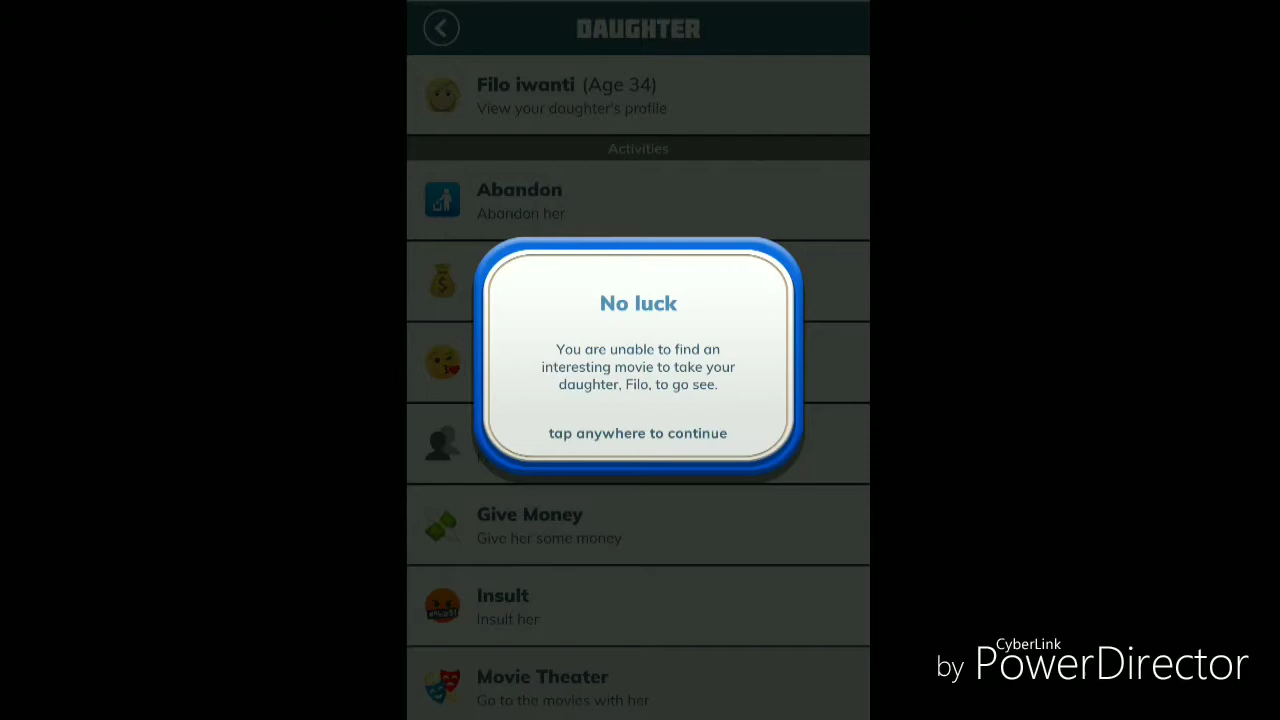 DAUGHTER
Filo iwanti (Age 34)
View your daughter's profile
Activities
Abandon
Abandon her
No luck
You are unable to find an
interesting movie to take your
daughter, Filo, to go see.
tap anywhere to continue
Give Money
Give her some money
Insult
Insult her
Movie Theater
Go to the movies with her
CyberLink
by PowerDirector